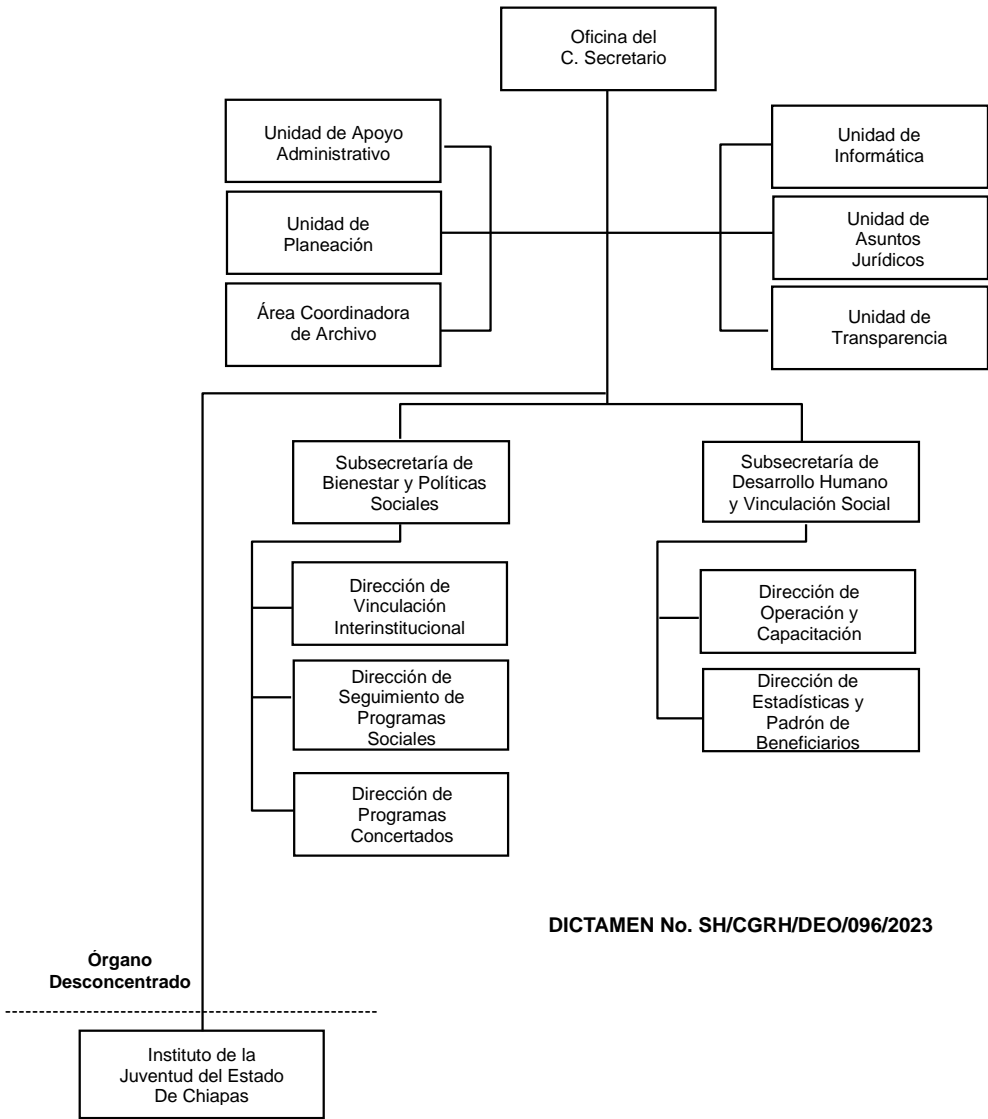 Oficina del
C. Secretario
Unidad de Apoyo
Administrativo
Unidad de
Informática
Unidad de
Planeación
Unidad de
Asuntos
Jurídicos
Área Coordinadora
de Archivo
Unidad de
Transparencia
Subsecretaría de
Bienestar y Políticas
Sociales
Subsecretaría de
Desarrollo Humano
y Vinculación Social
Dirección de
Vinculación
Interinstitucional
Dirección de
Seguimiento de
Programas
Sociales
Dirección de
Programas
Concertados
Dirección de
Operación y
Capacitación
Dirección de
Estadísticas y
Padrón de
Beneficiarios
DICTAMEN No. SH/CGRH/DEO/096/2023
Órgano
Desconcentrado
Instituto de la
Juventud del Estado
De Chiapas